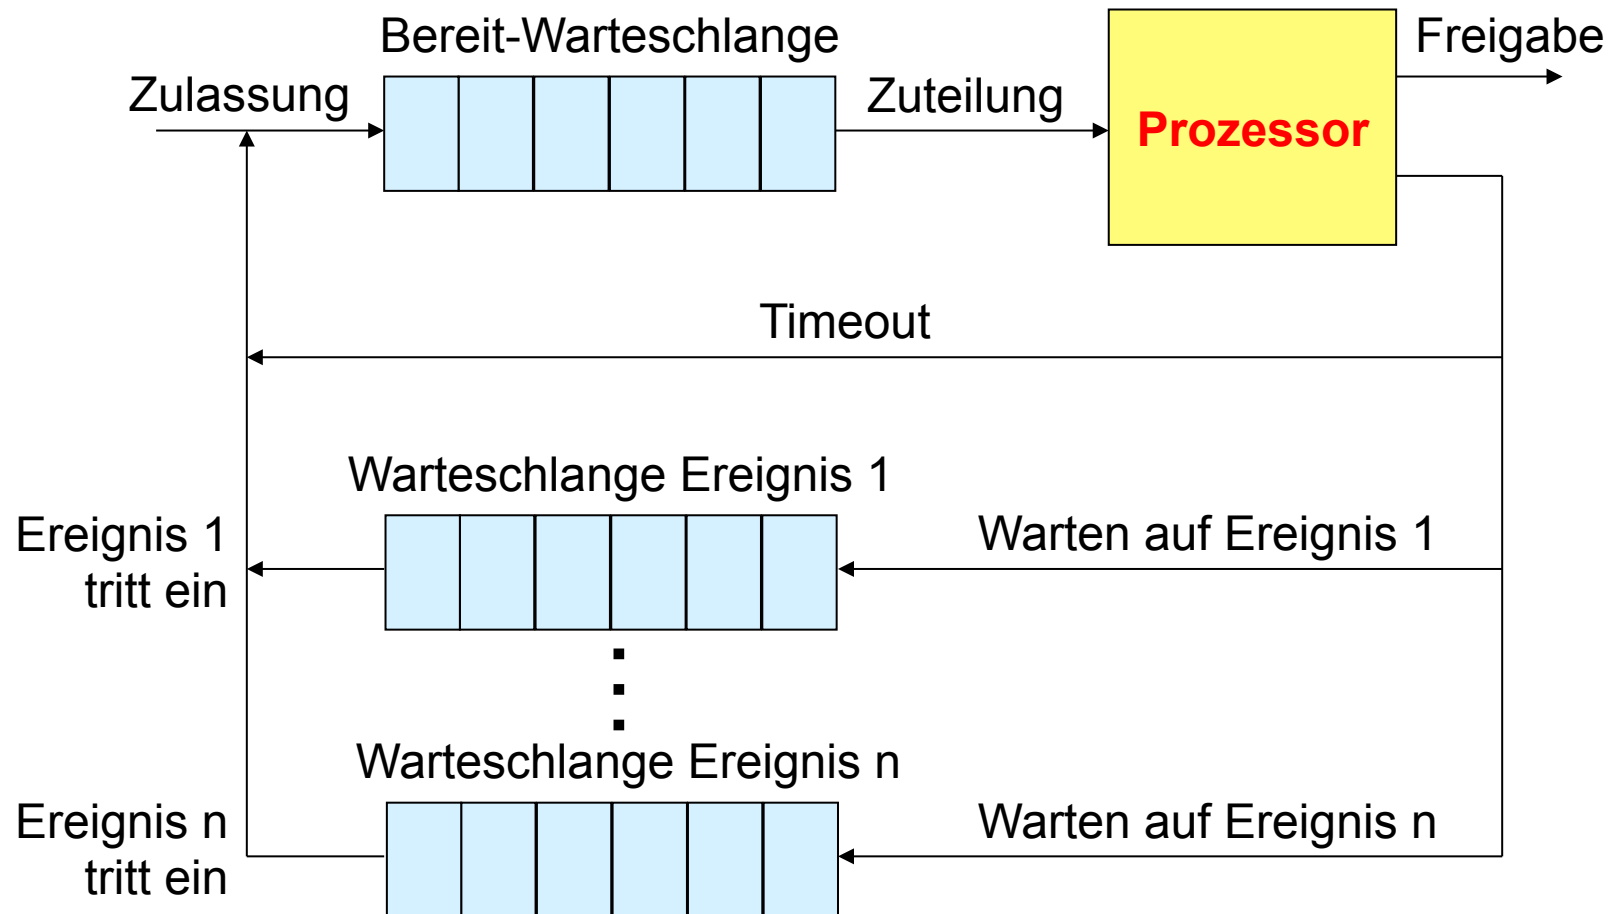 Bereit-Warteschlange
Freigabe
Zulassung
Zuteilung
Prozessor
Timeout
Warteschlange Ereignis 1
Ereignis 1
tritt ein
Warten auf Ereignis 1
Warteschlange Ereignis n
Ereignis n
tritt ein
Warten auf Ereignis n